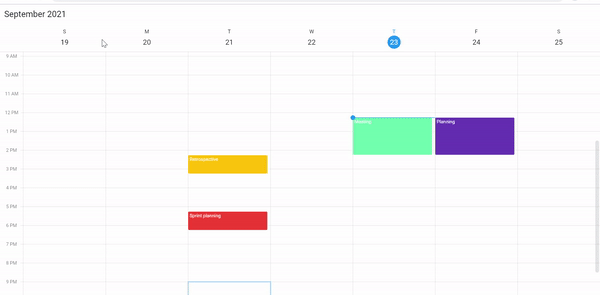 September 2021
S M T W T F S
19 20 21 22 23 24 25
9 AM
10 AM
11 AM
12 PM
Planning
1 PM
2 PM
Retrospective
3 PM
4 PM
5 PM
Sprint planning
6 PM
7 PM
8 PM
9 PM